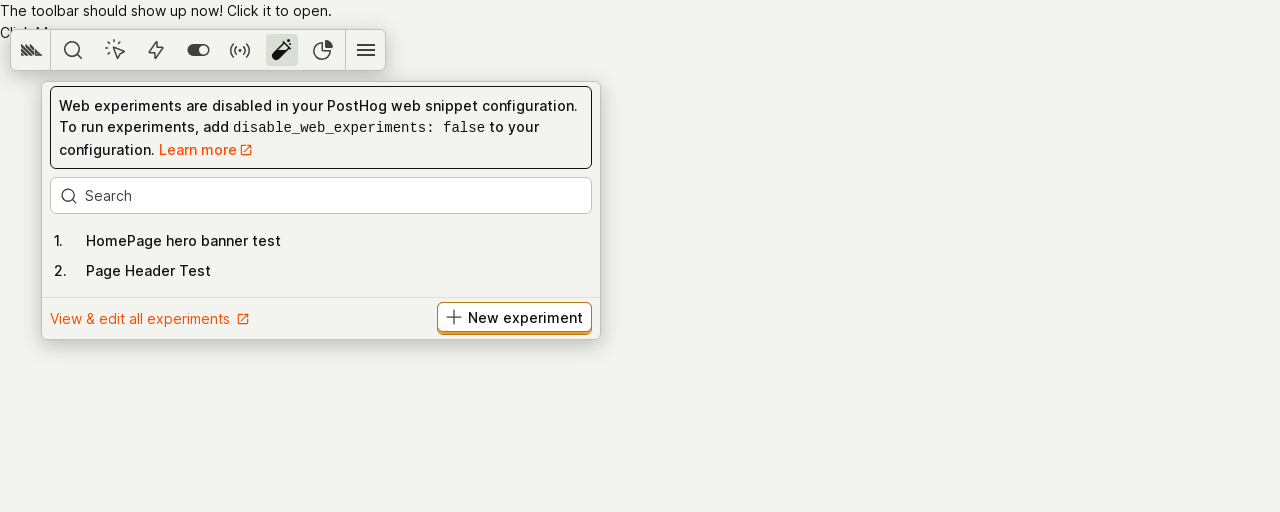 The toolbar should show up now! Click it to open.
Web experiments are disabled in your PostHog web snippet configuration.
To run experiments, add disable_web_experiments: false to your
configuration. Learn more
Search
1. HomePage hero banner test
2. Page Header Test
View & edit all experiments
New experiment